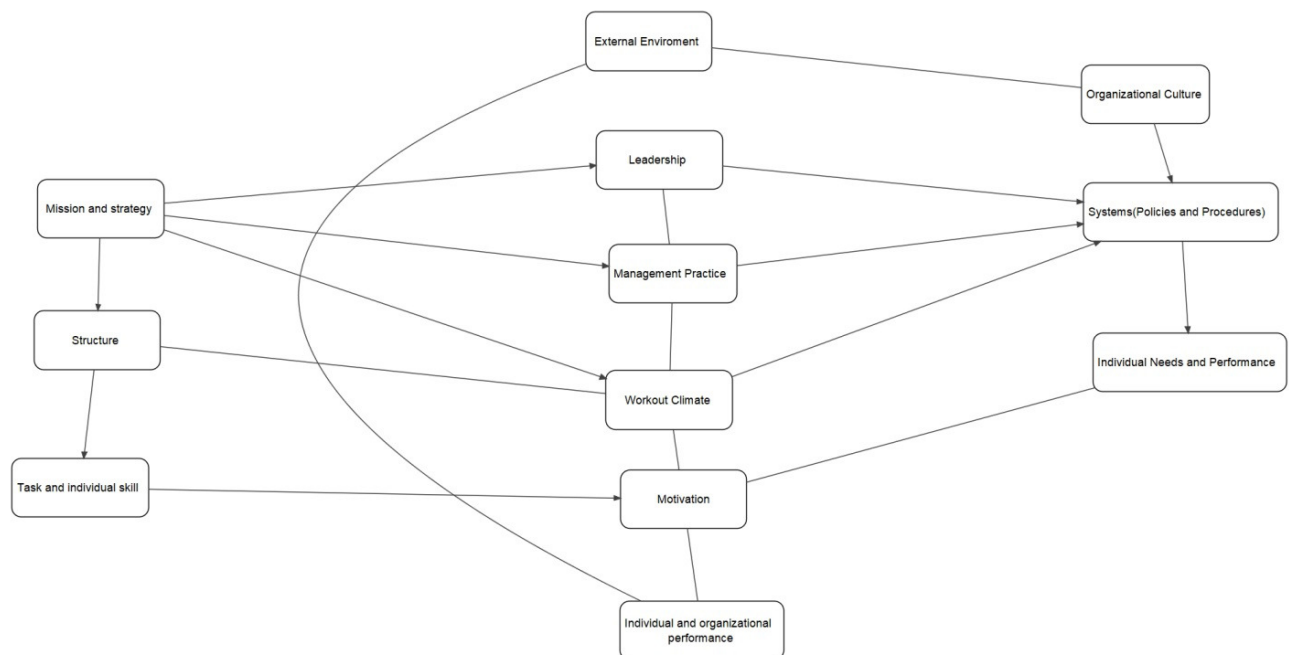 External Enviroment
Organizational Culture
Leadership
Mission and strategy
Systems(Policies and Procedures)
Management Practice
Structure
Individual Needs and Performance
Workout Climate
Task and individual skill
Motivation
Individual and organizational
performance